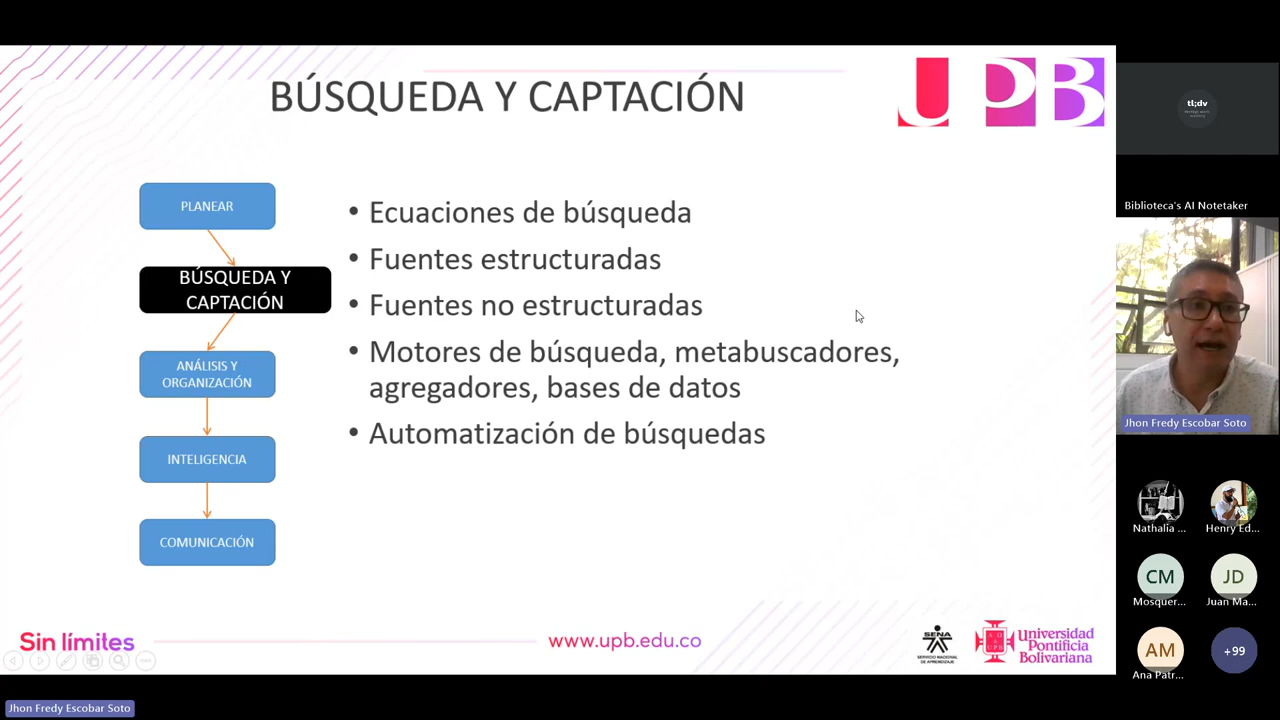 BÚSQUEDA Y CAPTACIÓN
UPB
PLANEAR
BÚSQUEDA Y
CAPTACIÓN
ANÁLISIS Y
ORGANIZACIÓN
INTELIGENCIA
COMUNICACIÓN
• Ecuaciones de búsqueda
• Fuentes estructuradas
• Fuentes no estructuradas
• Motores de búsqueda, metabuscadores,
agregadores, bases de datos
• Automatización de búsquedas
Sin límites
www.upb.edu.co
SENA
Universidad
Pontificia
Bolivariana
Jhon Fredy Escobar Soto
tl;dv
Biblioteca's AI Notetaker
Jhon Fredy Escobar Soto
Nathalia ...
Henry Ed...
CM
Mosquer...
JD
Juan Ma...
AM
Ana Patr...
+99